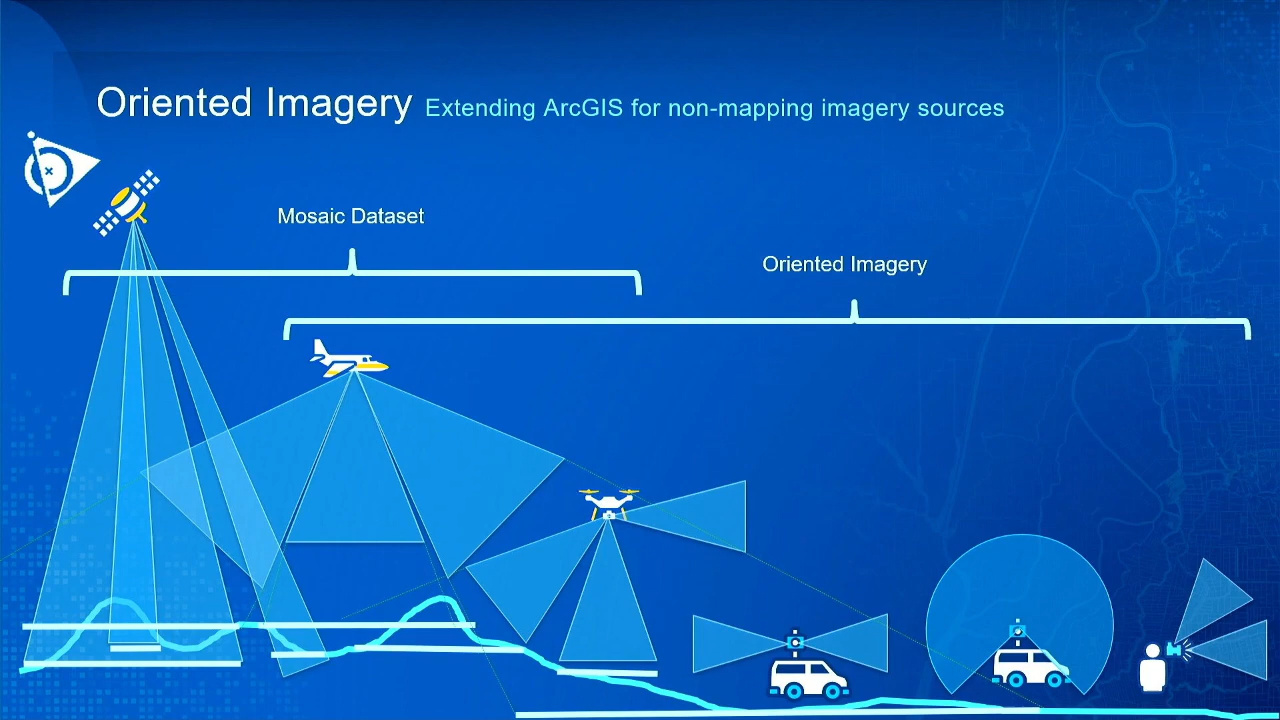 Oriented Imagery Extending ArcGIS for non-mapping imagery sources
Mosaic Dataset
Oriented Imagery